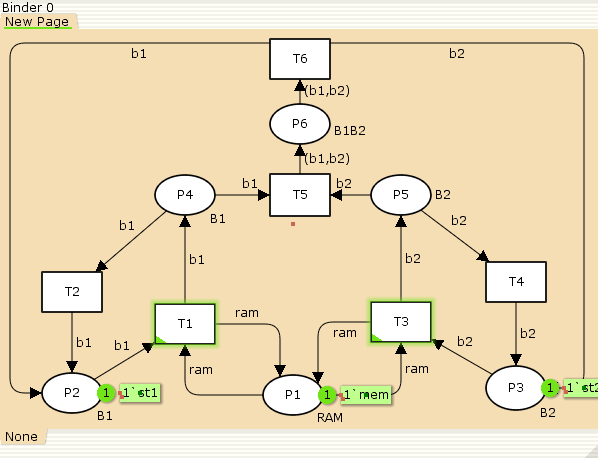 Binder 0
New Page
b1
T6
b2
(b1,b2)
P6
B1B2
(b1,b2)
P4
b1
T5
b2
P5
B2
B1
b1
b2
b1
b2
T2
T4
T1
ram
ram
T3
b1
b1
ram
ram
b2
b2
P2
1
1`st1
B1
P1
1
1`mem
RAM
P3
1
1`st2
B2
None